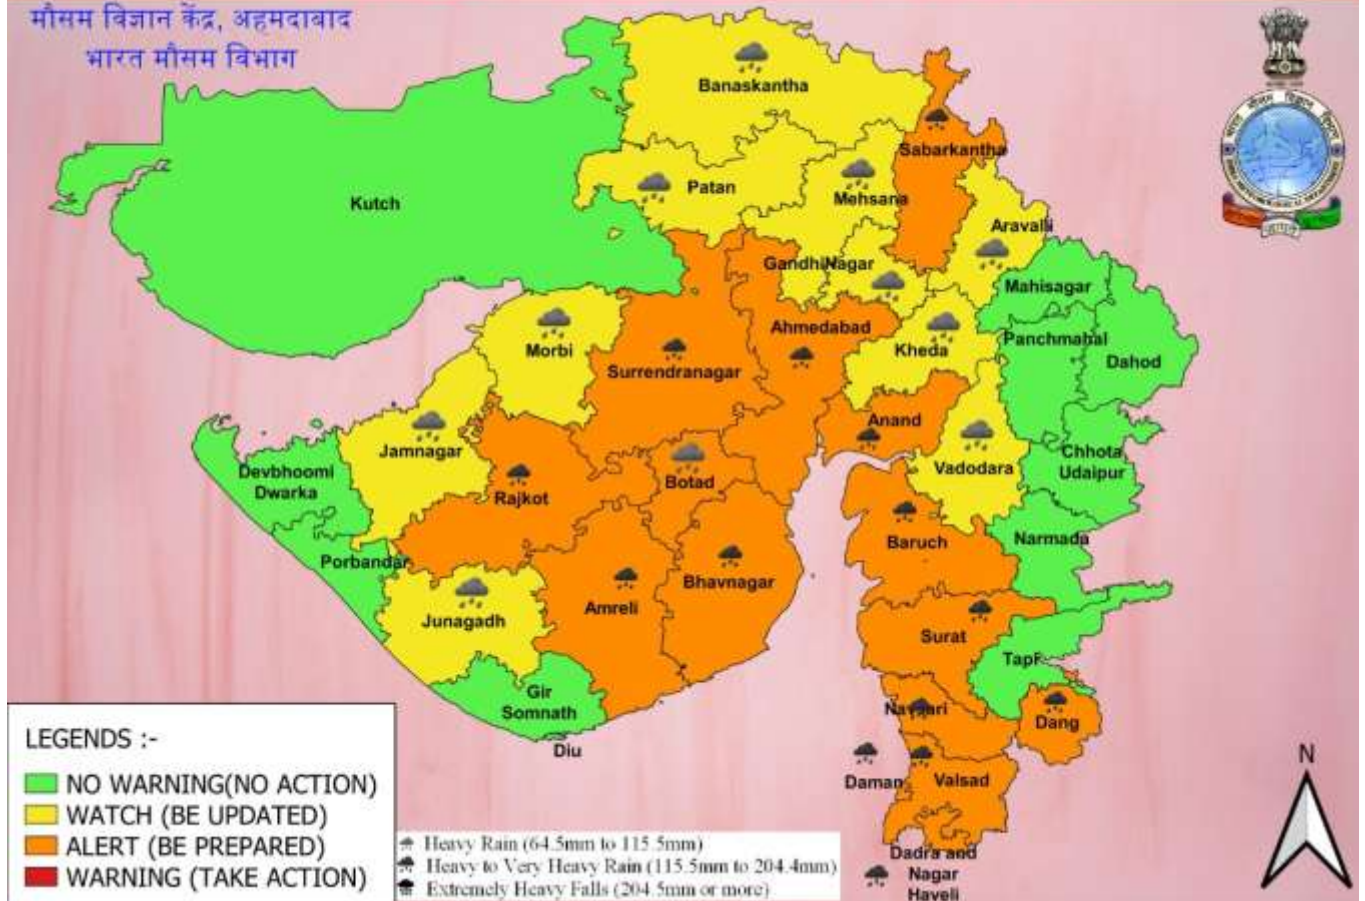 मौसम विज्ञान केंद्र, अहमदाबाद
भारत मौसम विभाग
Banaskantha
Sabarkantha
Patan
Mehsana
Kutch
Aravalli
GandhiNagar
Mahisagar
Ahmedabad
Panchmahal
Morbi
Kheda
Dahod
Surrendranagar
Anand
Jamnagar
Chhota
Udaipur
Devbhoomi
Dwarka
Vadodara
Botad
Rajkot
Narmada
Baruch
Porbandar
Bhavnagar
Amreli
Junagadh
Surat
Tapi
Gir
Somnath
Navsari
Dang
Diu
Daman
Valsad
Dadra and
Nagar
Haveli
N
LEGENDS :-
NO WARNING(NO ACTION)
WATCH (BE UPDATED)
ALERT (BE PREPARED)
WARNING (TAKE ACTION)
Heavy Rain (64.5mm to 115.5mm)
Heavy to Very Heavy Rain (115.5mm to 204.4mm)
Extremely Heavy Falls (204.5mm or more)